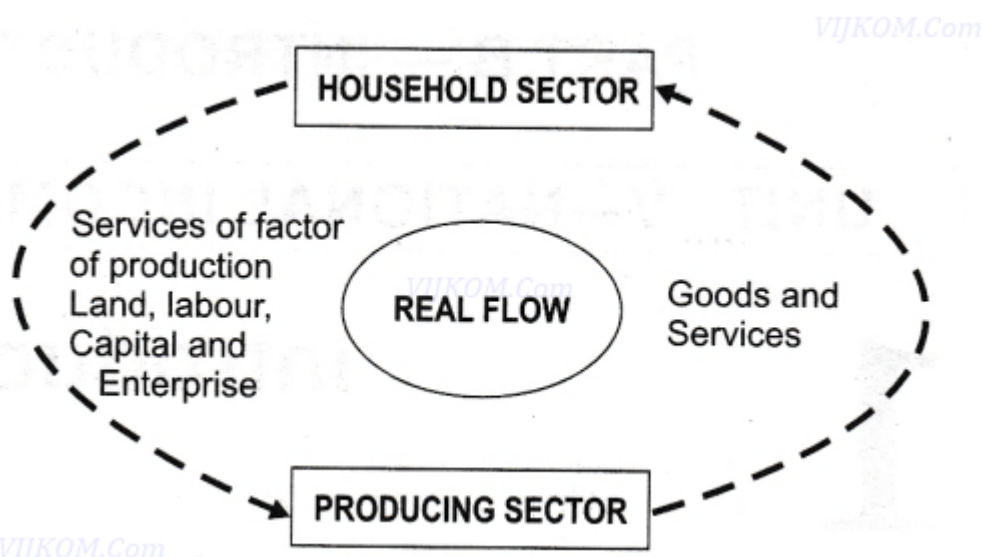 VIJKOM.Com
HOUSEHOLD SECTOR
Services of factor
of production
Land, labour,
Capital and
Enterprise
VIJKOM.Com
REAL FLOW
Goods and
Services
PRODUCING SECTOR
VIJKOM.Com